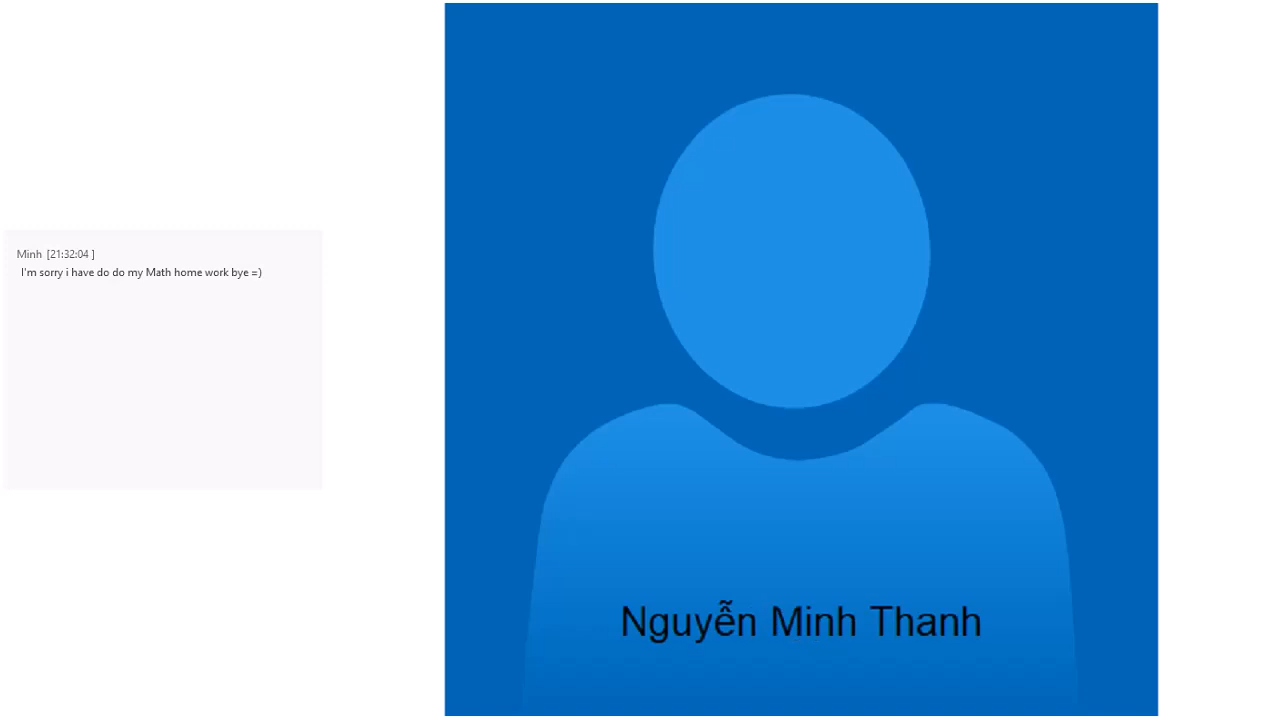 Minh [21:32:04 ]
I'm sorry i have do do my Math home work bye =)
Nguyễn Minh Thanh